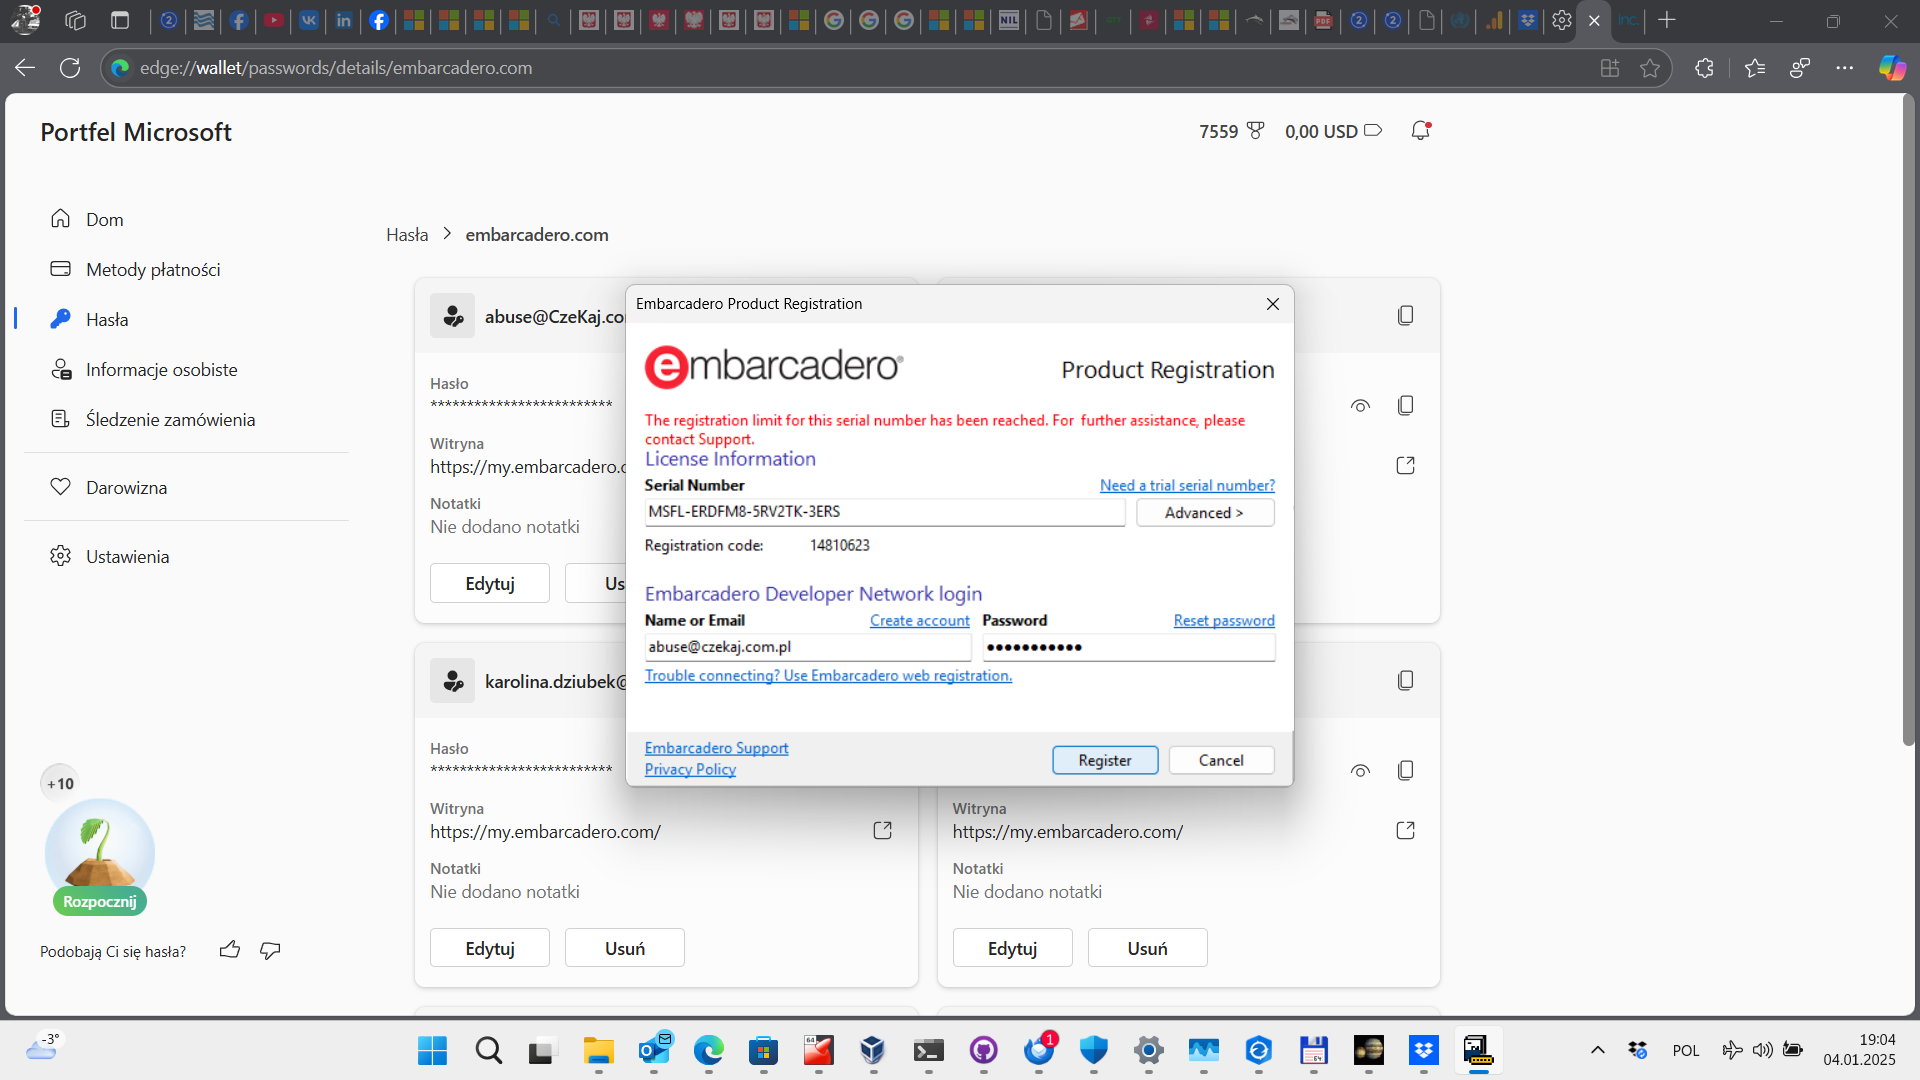 edge://wallet/passwords/details/embarcadero.com
Portfel Microsoft
7559
0,00 USD
Dom
Metody płatności
Hasła
Informacje osobiste
Śledzenie zamówienia
Darowizna
Ustawienia
+10
Rozpocznij
Podobają Ci się hasła?
Hasła
embarcadero.com
abuse@CzeKaj.co
Hasło
*************************
Witryna
https://my.embarcadero.c
Notatki
Nie dodano notatki
Edytuj
Us
Embarcadero Product Registration
embarcadero®
Product Registration
The registration limit for this serial number has been reached. For further assistance, please
contact Support.
License Information
Serial Number
Need a trial serial number?
MSFL-ERDFM8-5RV2TK-3ERS
Advanced >
Registration code:
14810623
Embarcadero Developer Network login
Name or Email
Create account
Password
Reset password
abuse@czekaj.com.pl
•••••••••••
Trouble connecting? Use Embarcadero web registration.
Embarcadero Support
Privacy Policy
Register
Cancel
karolina.dziubek@
Hasło
*************************
Witryna
https://my.embarcadero.com/
Notatki
Nie dodano notatki
Edytuj
Usuń
Witryna
https://my.embarcadero.com/
Notatki
Nie dodano notatki
Edytuj
Usuń
-3°
1
POL
19:04
04.01.2025